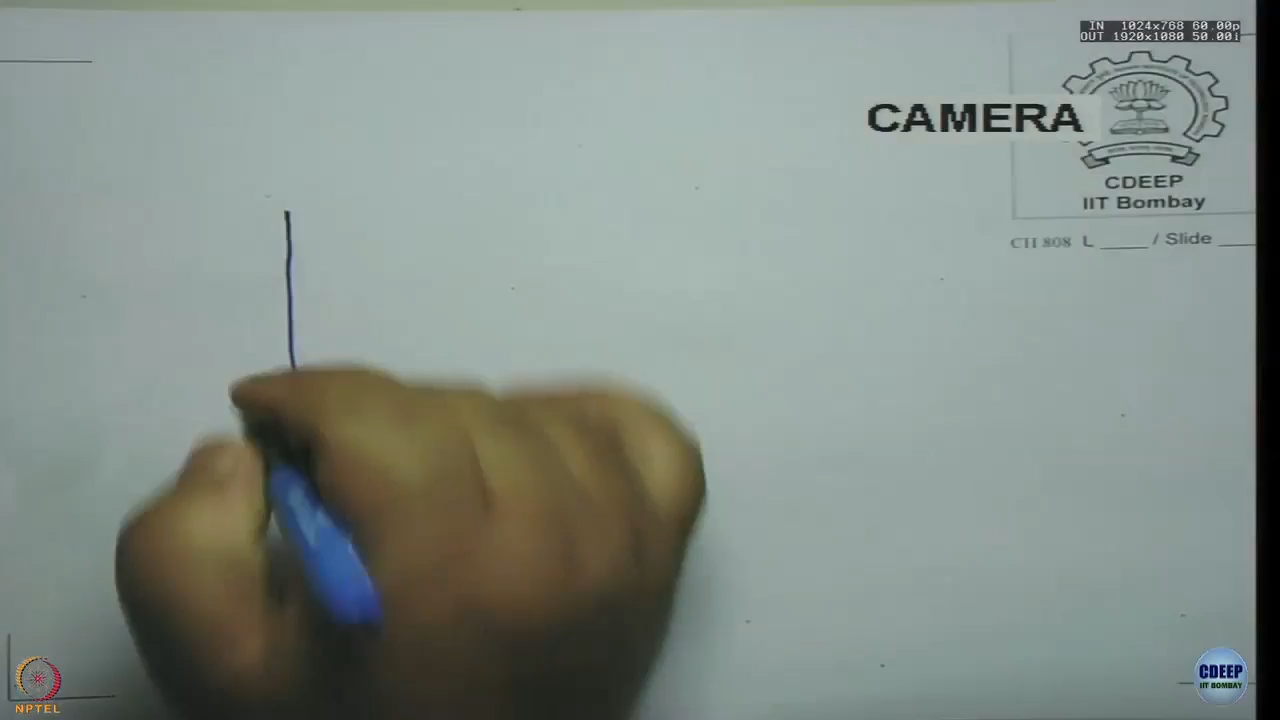 IN 1024x768 60.00p
OUT 1920x1080 50.00i
CAMERA
CDEEP
IIT Bombay
CH 808 L _____ / Slide ____
NPTEL
CDEEP
IIT BOMBAY